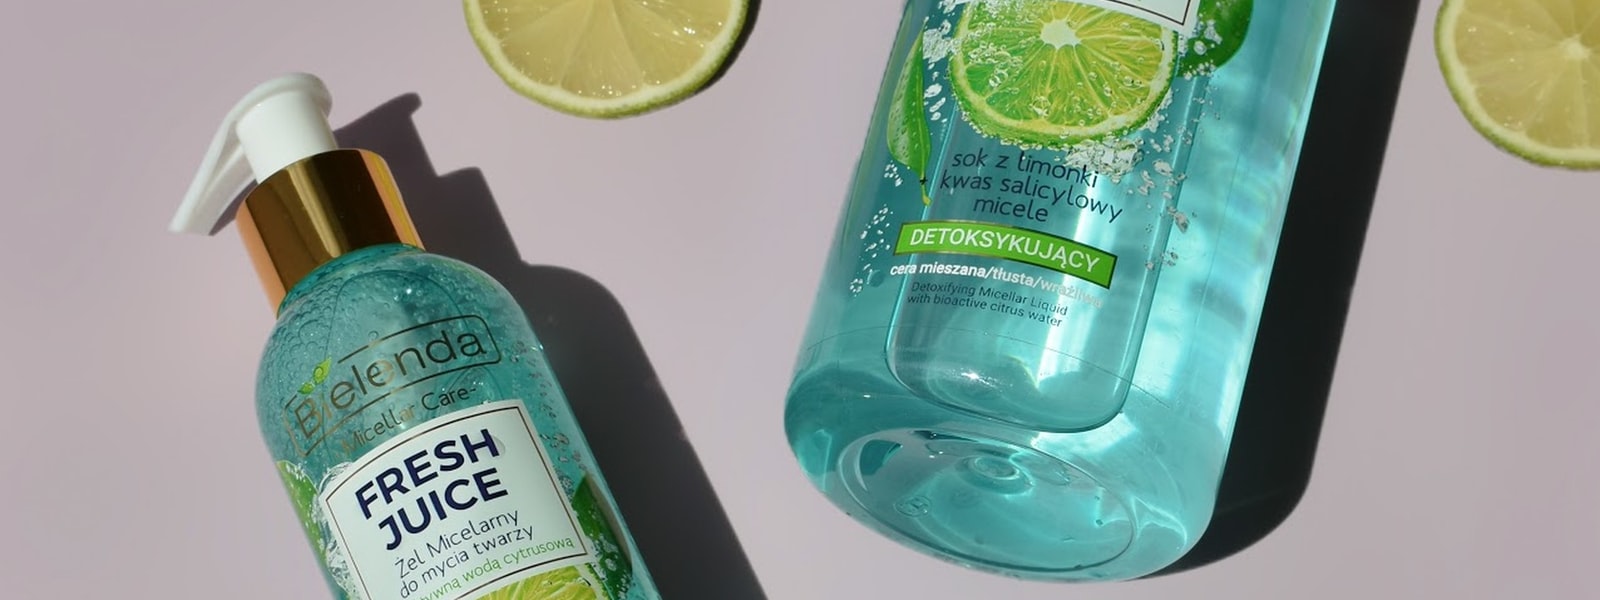 Bielenda
Micellar Care
FRESH
JUICE
Żel Micelarny
do mycia twarzy
wodą cytrusową
sok z limonki
kwas salicylowy
micele
DETOKSYKUJĄCY
cera mieszana/tłusta/wrażliwa
Detoxifying Micellar Liquid
with bioactive citrus water